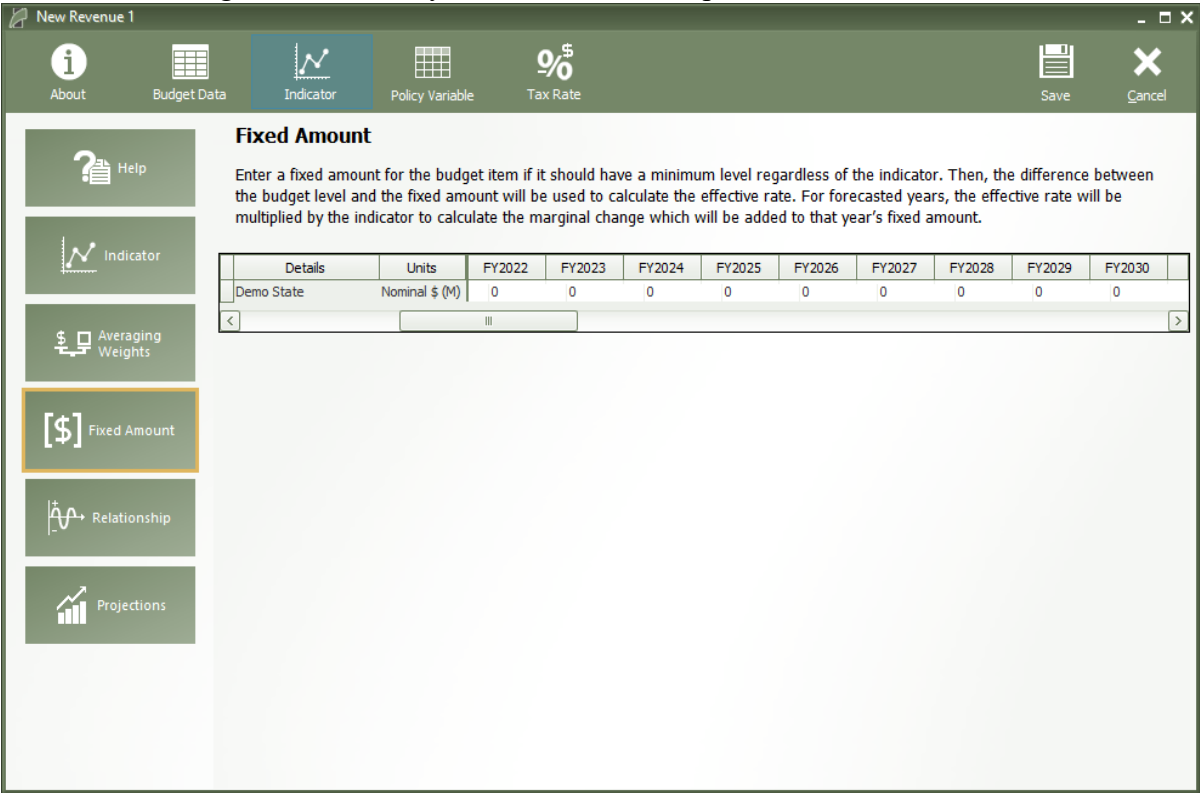 New Revenue 1
About
Budget Data
Indicator
Policy Variable
Tax Rate
Save
Cancel
Help
Indicator
Averaging
Weights
Fixed Amount
Relationship
Projections
Fixed Amount
Enter a fixed amount for the budget item if it should have a minimum level regardless of the indicator. Then, the difference between
the budget level and the fixed amount will be used to calculate the effective rate. For forecasted years, the effective rate will be
multiplied by the indicator to calculate the marginal change which will be added to that year's fixed amount.
Details Units FY2022 FY2023 FY2024 FY2025 FY2026 FY2027 FY2028 FY2029 FY2030
Demo State Nominal $ (M) 0 0 0 0 0 0 0 0 0